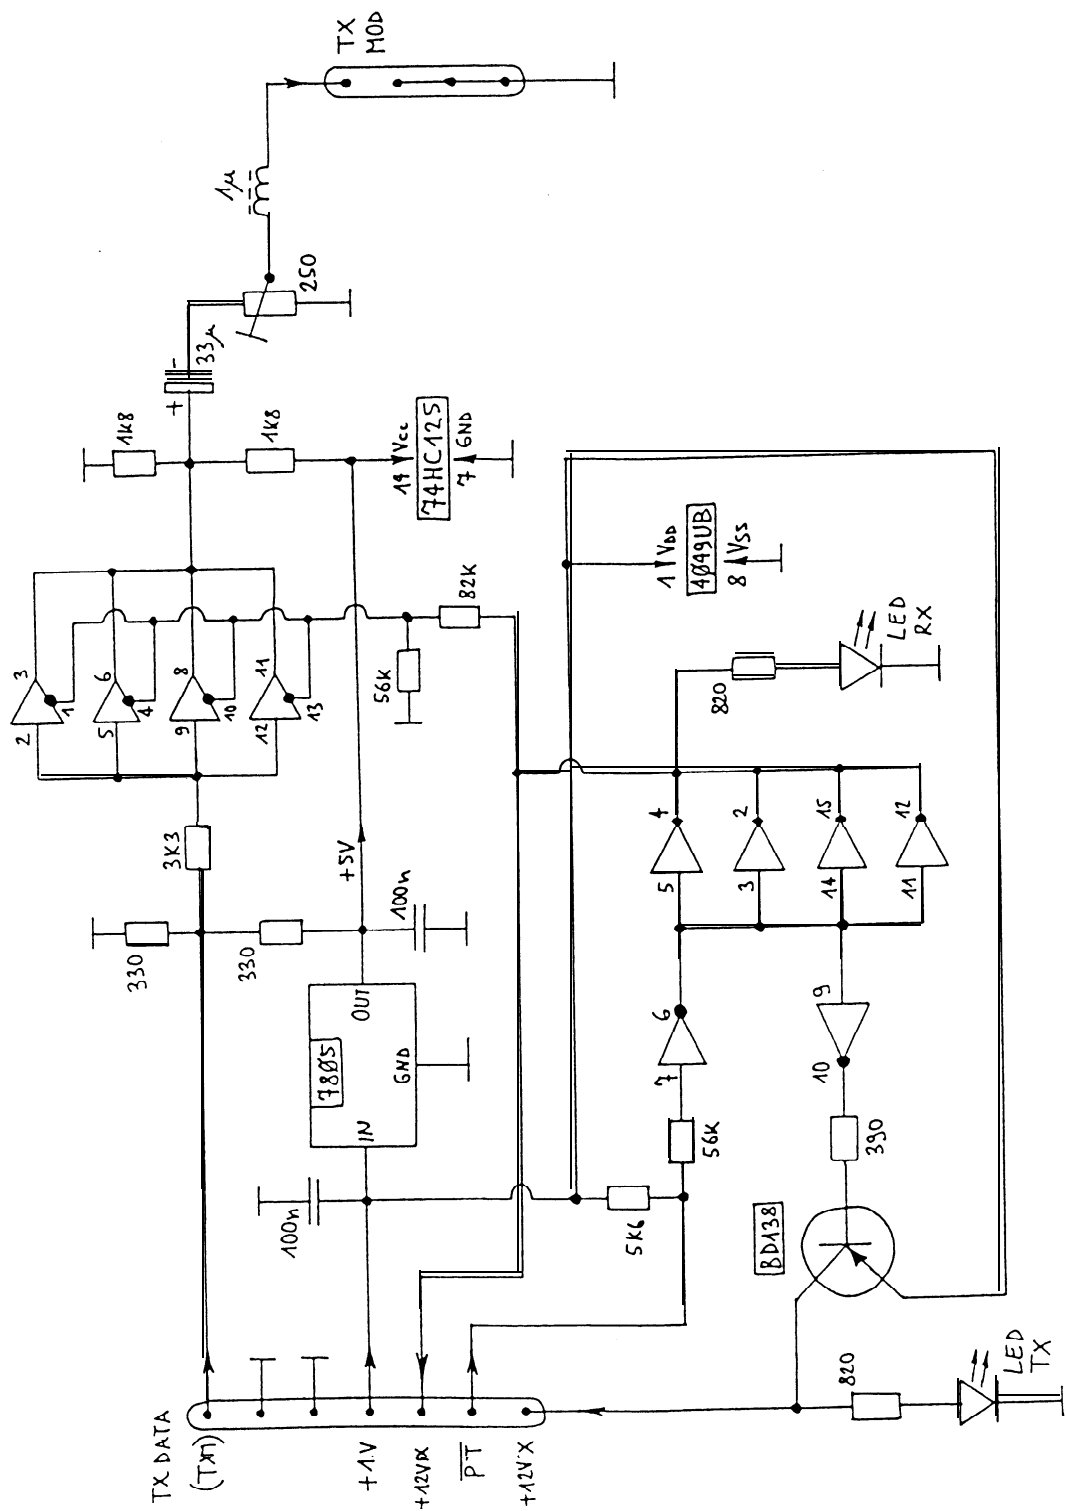 TX
MOD
1µ
250
33µ
+
-
1K8
1K8
14 Vcc
74HC125
7 GND
2
3
1
5
6
4
9
8
10
12
11
13
82K
56K
3K3
330
330
+5V
100n
OUT
7805
GND
IN
100n
1 VDD
4049UB
8 VSS
LED
RX
820
5
4
3
2
14
15
11
12
7
6
9
10
56K
5K6
390
BD138
820
LED
TX
TX DATA
(TXM)
+12VRX
PT